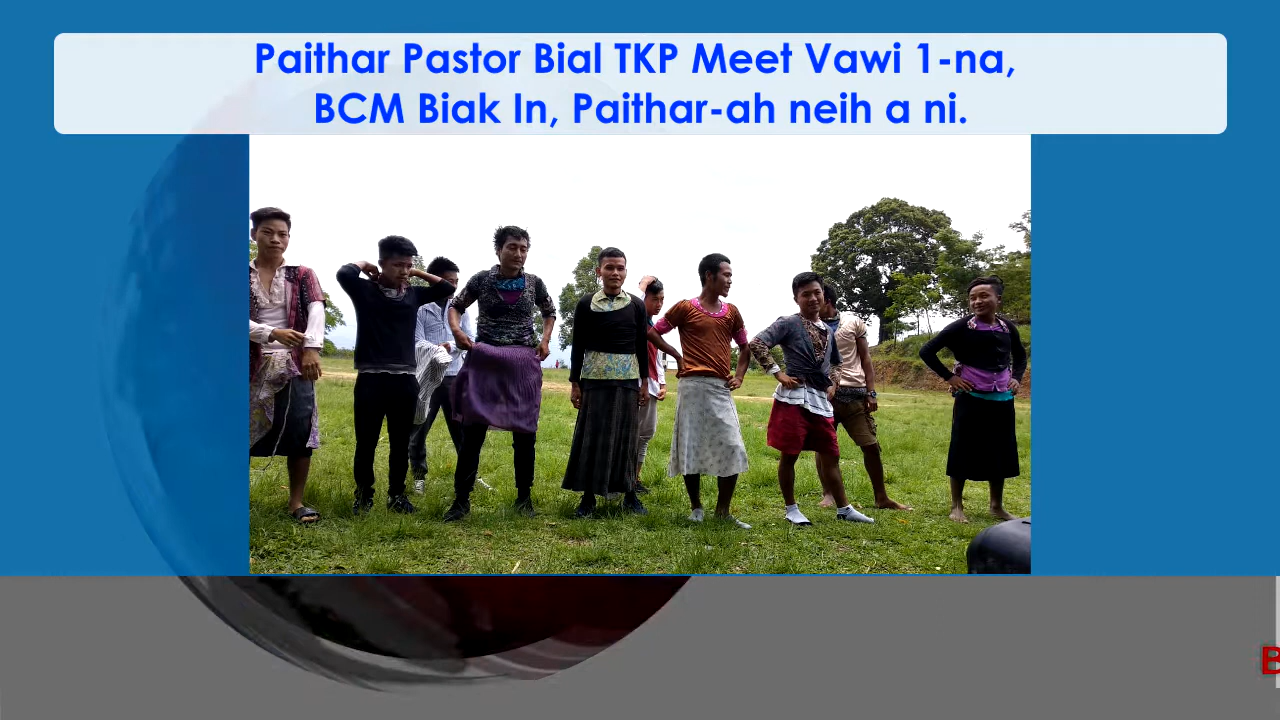 Paithar Pastor Bial TKP Meet Vawi 1-na,
BCM Biak In, Paithar-ah neih a ni.